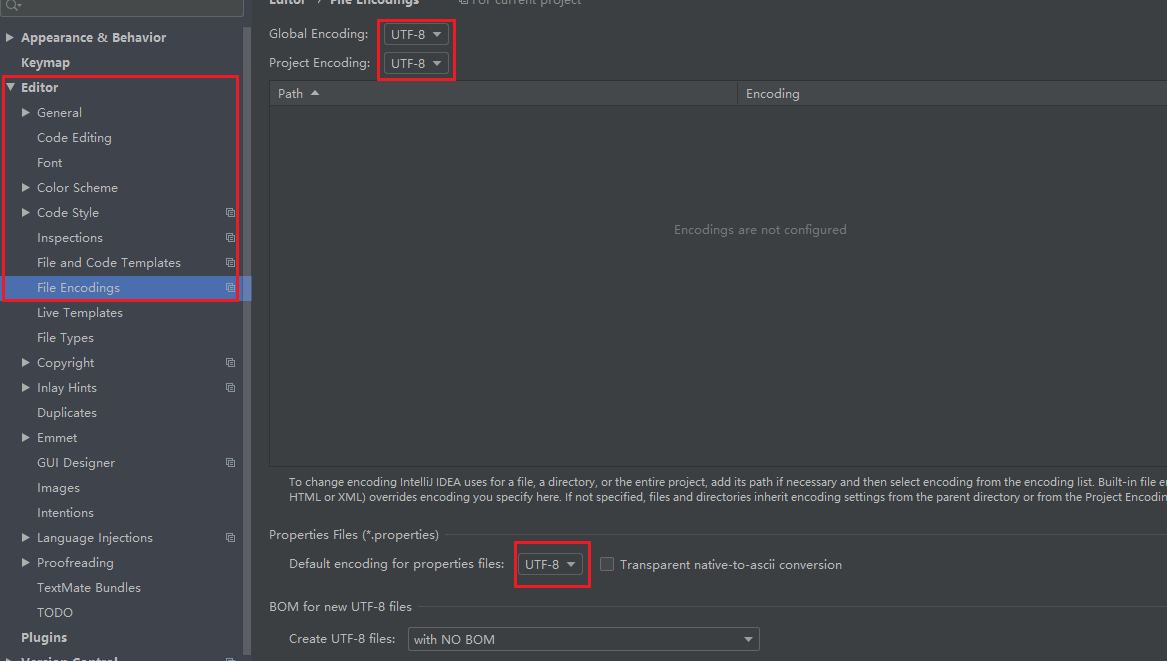 Editor › File Encodings For current project
Appearance & Behavior
Keymap
Editor
General
Code Editing
Font
Color Scheme
Code Style
Inspections
File and Code Templates
File Encodings
Live Templates
File Types
Copyright
Inlay Hints
Duplicates
Emmet
GUI Designer
Images
Intentions
Language Injections
Proofreading
TextMate Bundles
TODO
Plugins
Version Control
Global Encoding: UTF-8
Project Encoding: UTF-8
Path Encoding
Encodings are not configured
To change encoding IntelliJ IDEA uses for a file, a directory, or the entire project, add its path if necessary and then select encoding from the encoding list. Built-in file
HTML or XML) overrides encoding you specify here. If not specified, files and directories inherit encoding settings from the parent directory or from the Project
Properties Files (*.properties)
Default encoding for properties files: UTF-8 Transparent native-to-ascii conversion
BOM for new UTF-8 files
Create UTF-8 files: with NO BOM